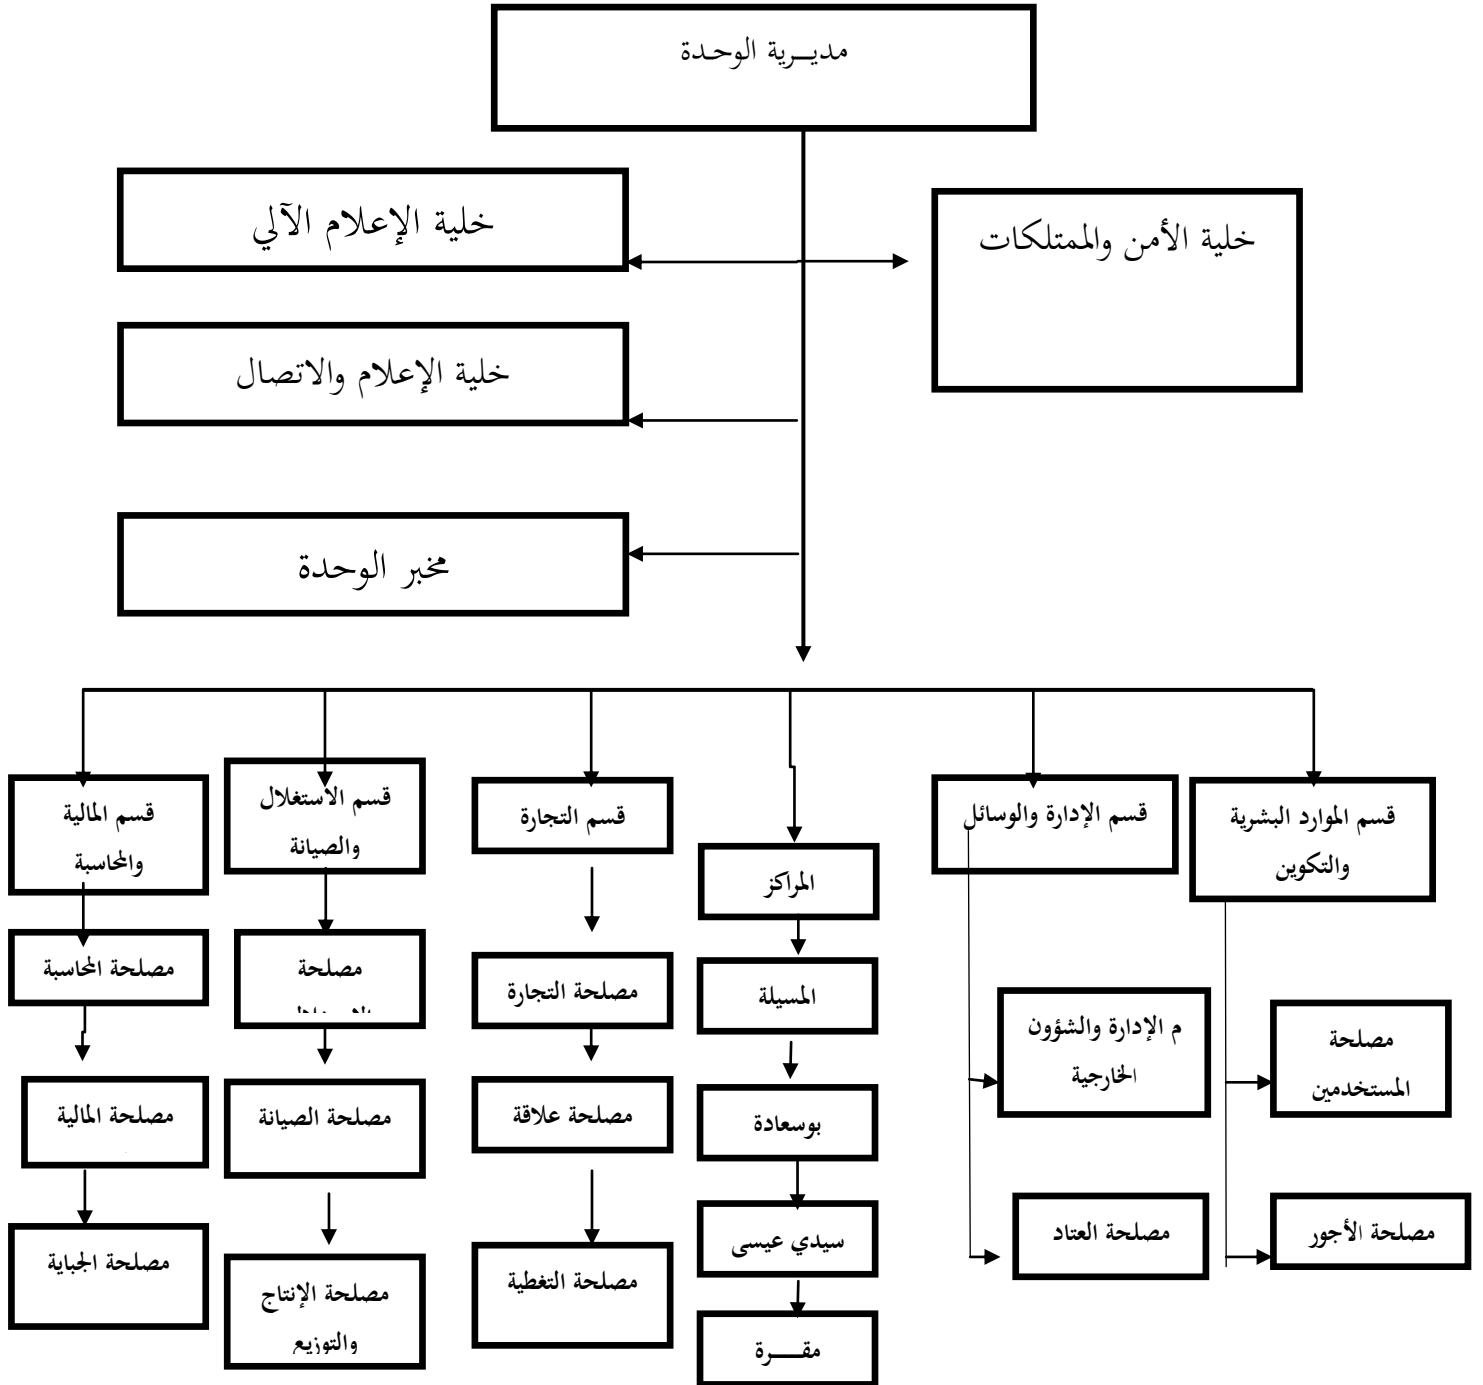 مديــرية الوحـدة
خلية الإعلام الآلي
خلية الأمن والممتلكات
خلية الإعلام والاتصال
مخبر الوحدة
قسم الموارد البشرية
والتكوين
قسم الإدارة والوسائل
المراكز
قسم التجارة
قسم الاستغلال
والصيانة
قسم المالية
والمحاسبة
مصلحة
المستخدمين
م الإدارة والشؤون
الخارجية
المسيلة
مصلحة التجارة
مصلحة
مصلحة المحاسبة
بوسعادة
مصلحة علاقة
مصلحة الصيانة
مصلحة المالية
مصلحة الأجور
مصلحة العتاد
سيدي عيسى
مصلحة التغطية
مصلحة الإنتاج
والتوزيع
مصلحة الجباية
مقــــرة